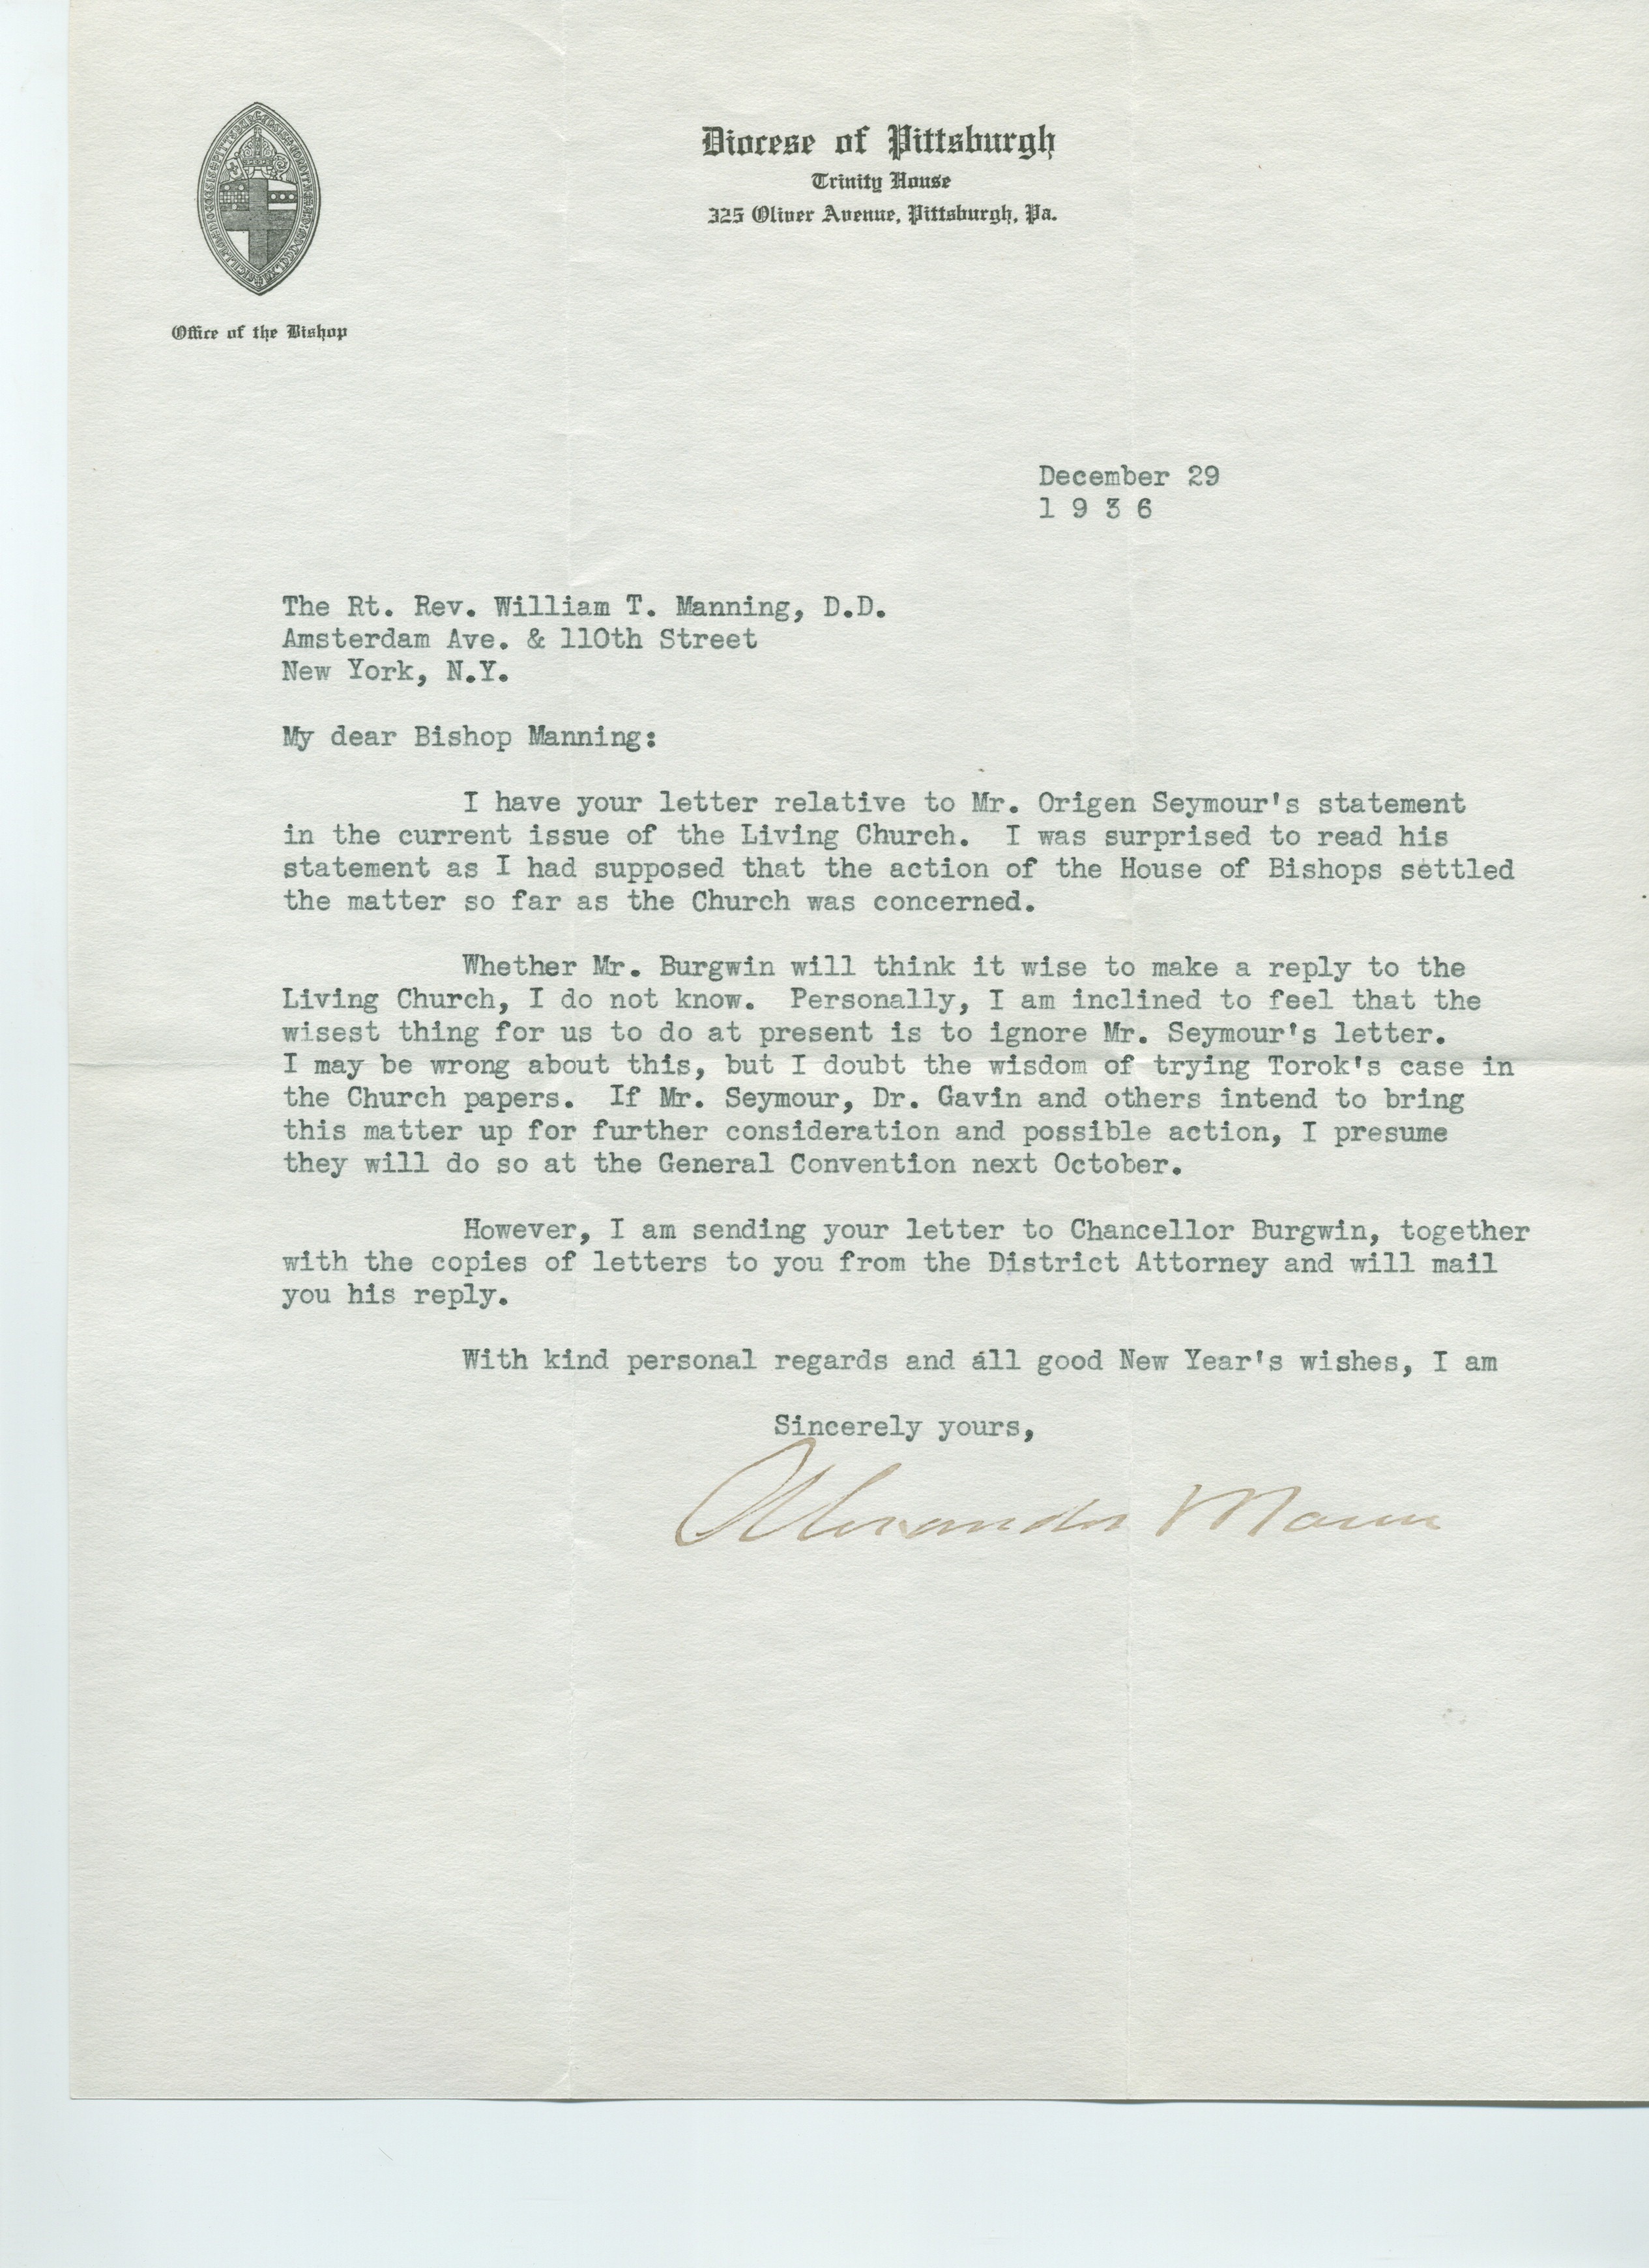 Diocese of Pittsburgh
Trinity House
325 Oliver Avenue, Pittsburgh, Pa.
Office of the Bishop
December 29
1 9 3 6
The Rt. Rev. William T. Manning, D.D.
Amsterdam Ave. & 110th Street
New York, N.Y.
My dear Bishop Manning:
I have your letter relative to Mr. Origen Seymour's statement
in the current issue of the Living Church. I was surprised to read his
statement as I had supposed that the action of the House of Bishops settled
the matter so far as the Church was concerned.
Whether Mr. Burgwin will think it wise to make a reply to the
Living Church, I do not know. Personally, I am inclined to feel that the
wisest thing for us to do at present is to ignore Mr. Seymour's letter.
I may be wrong about this, but I doubt the wisdom of trying Torok's case in
the Church papers. If Mr. Seymour, Dr. Gavin and others intend to bring
this matter up for further consideration and possible action, I presume
they will do so at the General Convention next October.
However, I am sending your letter to Chancellor Burgwin, together
with the copies of letters to you from the District Attorney and will mail
you his reply.
With kind personal regards and all good New Year's wishes, I am
Sincerely yours,
Alexander Mann